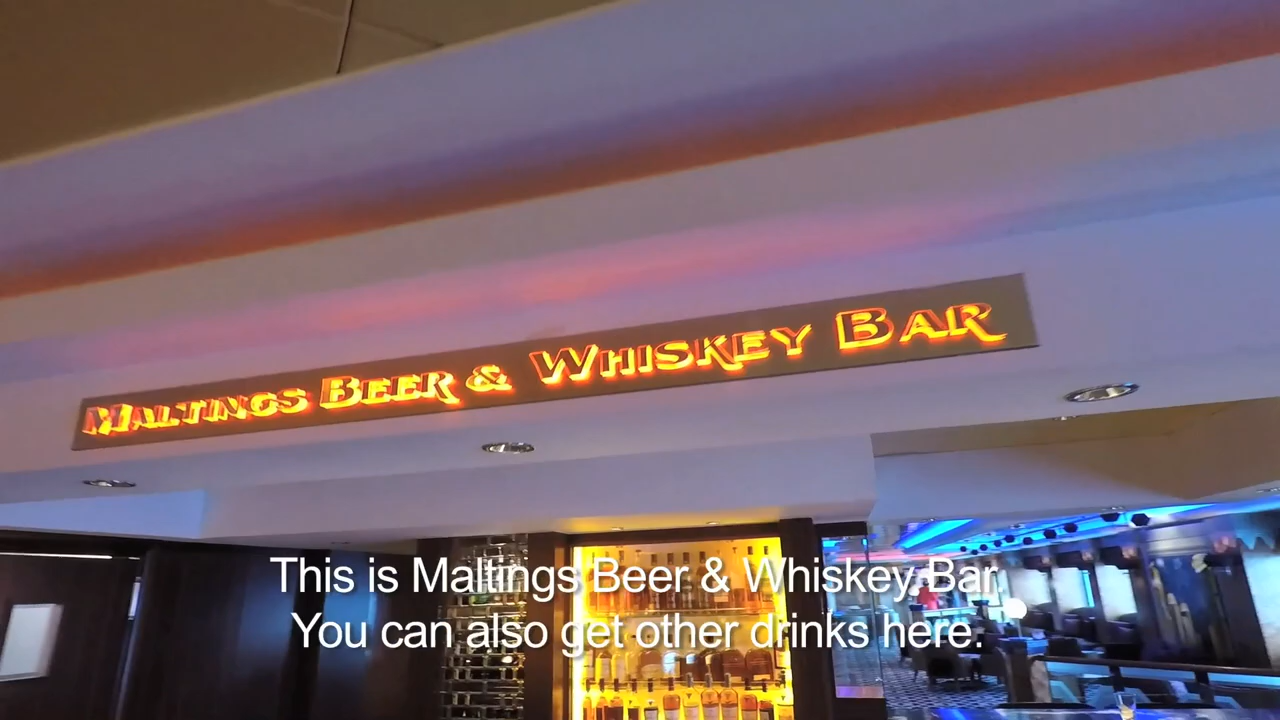 MALTINGS BEER & WHISKEY BAR
This is Maltings Beer & Whiskey Bar.
You can also get other drinks here.